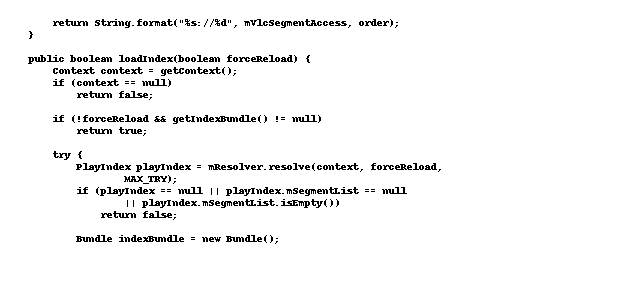 return String.format("%s://%d", mVlcSegmentAccess, order);
}
public boolean loadIndex(boolean forceReload) {
Context context = getContext();
if (context == null)
return false;
if (!forceReload && getIndexBundle() != null)
return true;
try {
PlayIndex playIndex = mResolver.resolve(context, forceReload,
MAX_TRY);
if (playIndex == null || playIndex.mSegmentList == null
|| playIndex.mSegmentList.isEmpty())
return false;
Bundle indexBundle = new Bundle();